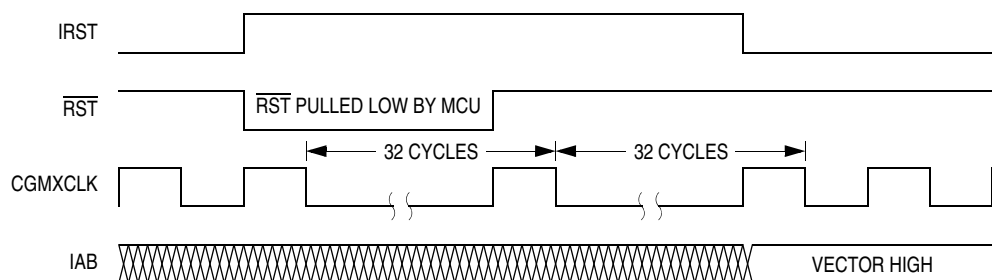 IRST
RST
RST PULLED LOW BY MCU
32 CYCLES
32 CYCLES
CGMXCLK
IAB
VECTOR HIGH